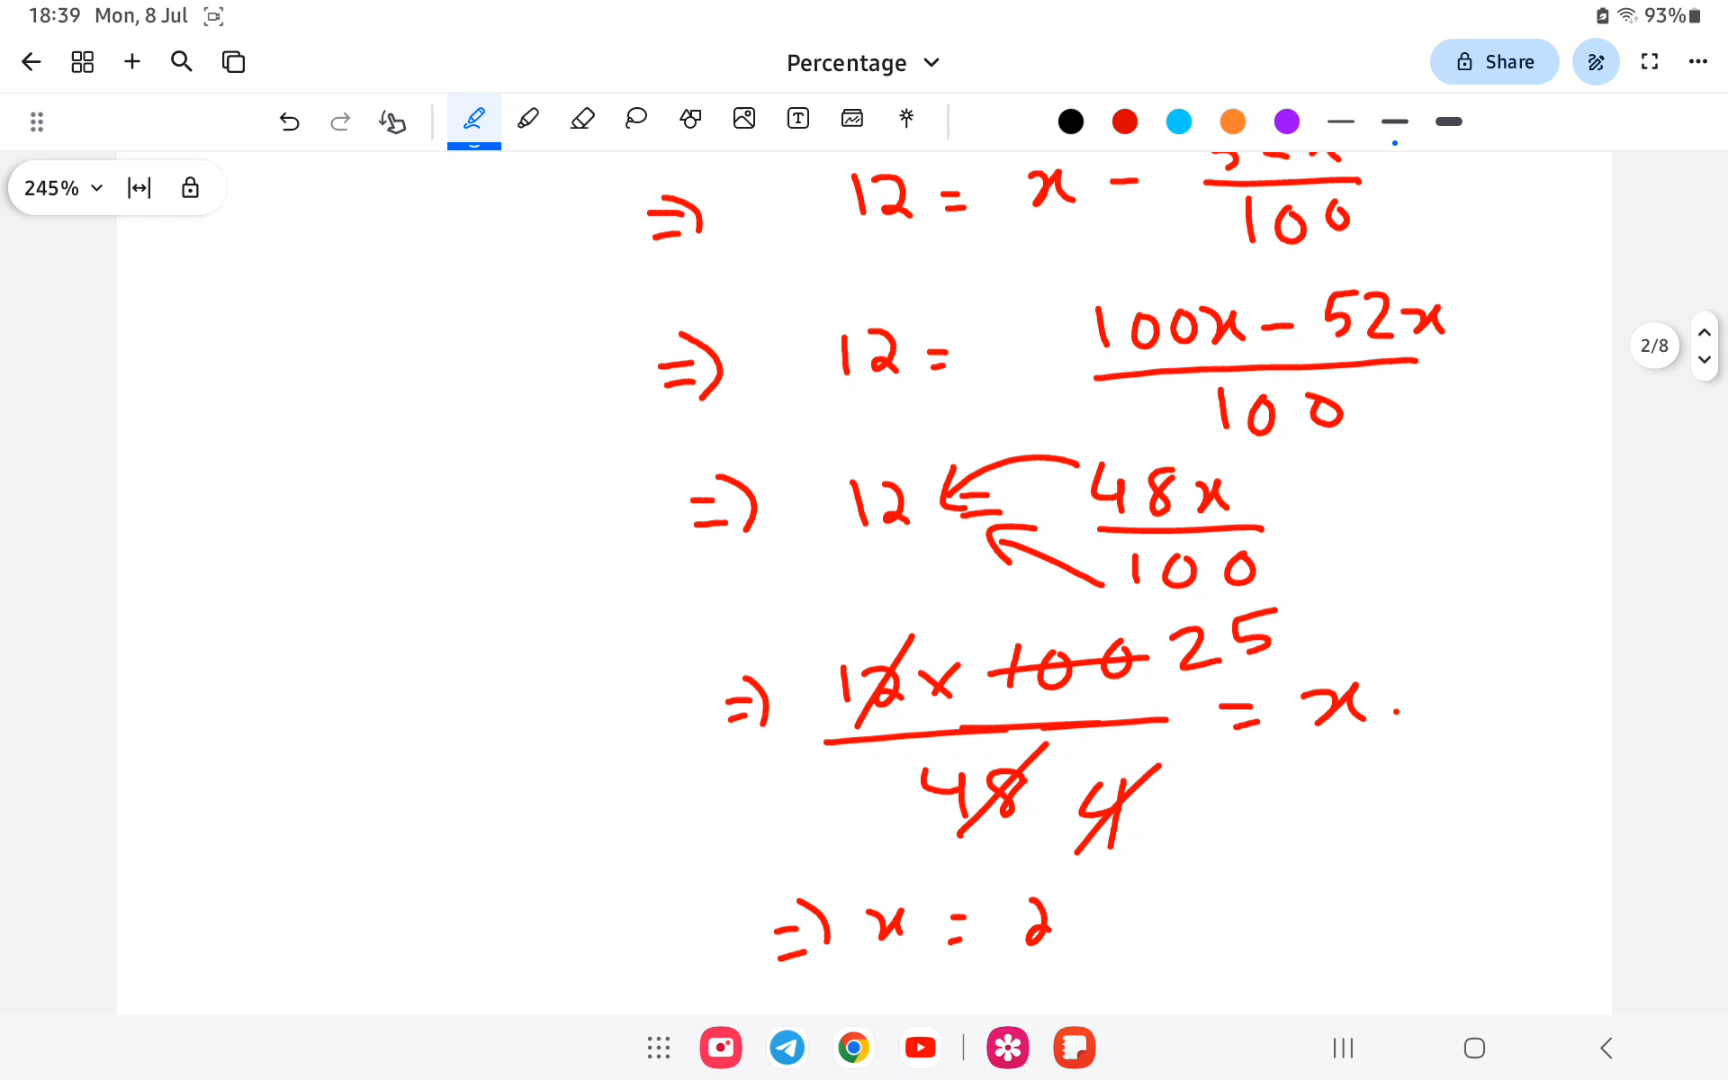 18:39 Mon, 8 Jul 93%
Percentage
Share
245%
2/8
⇒ 12 = x - 52x/100
⇒ 12 = 100x - 52x/100
⇒ 12 = 48x/100
⇒ 12 x 100 25/48 4 = x.
⇒ x = 2